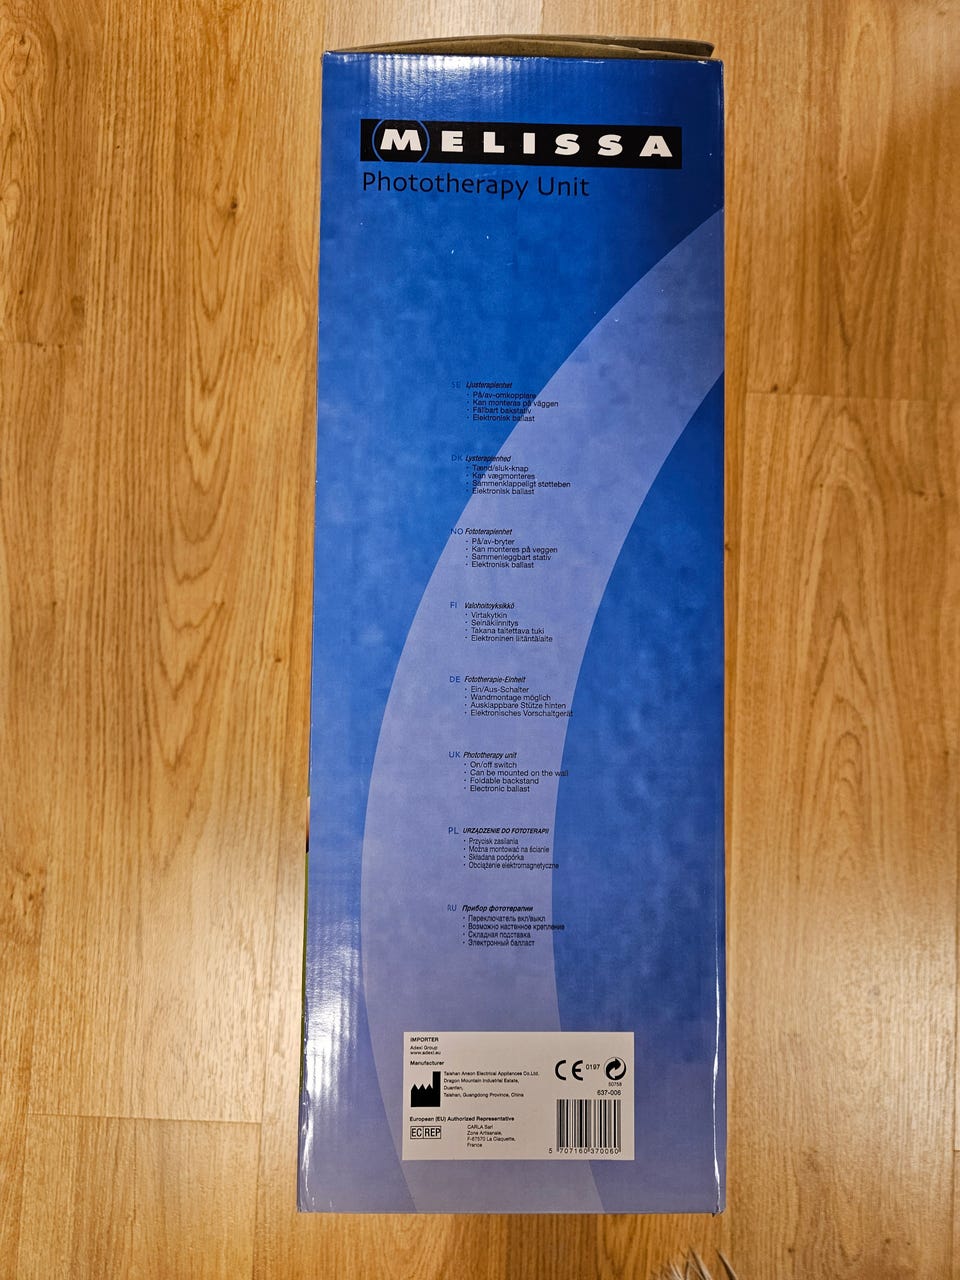 MELISSA
Phototherapy Unit
SE Ljusterapienhet
· På/av-omkopplare
· Kan monteras på väggen
· Fällbart bakstativ
· Elektronisk ballast
DK Lysterapienhed
· Tænd/sluk-knap
· Kan vægmonteres
· Sammenklappeligt støtteben
· Elektronisk ballast
NO Fototerapienhet
· På/av-bryter
· Kan monteres på veggen
· Sammenleggbart stativ
· Elektronisk ballast
FI Valohoitoyksikkö
· Virtakytkin
· Seinäkiinnitys
· Takana taitettava tuki
· Elektroninen liitäntälaite
DE Fototherapie-Einheit
· Ein/Aus-Schalter
· Wandmontage möglich
· Ausklappbare Stütze hinten
· Elektronisches Vorschaltgerät
UK Phototherapy unit
· On/off switch
· Can be mounted on the wall
· Foldable backstand
· Electronic ballast
PL URZĄDZENIE DO FOTOTERAPII
· Przycisk zasilania
· Można montować na ścianie
· Składana podpórka
· Obciążenie elektromagnetyczne
RU Прибор фототерапии
· Переключатель вкл/выкл
· Возможно настенное крепление
· Складная подставка
· Электронный балласт
IMPORTER
Adexi Group
www.adexi.eu
Manufacturer
Taishan Anson Electrical Appliances Co.Ltd.
Dragon Mountain Industrial Estate,
Duanfen,
Taishan, Guangdong Province, China
European (EU) Authorized Representative
EC REP
CARLA Sarl
Zone Artisanale,
F-67570 La Claquette,
France
CE 0197
50758
637-006
5 707160 370060